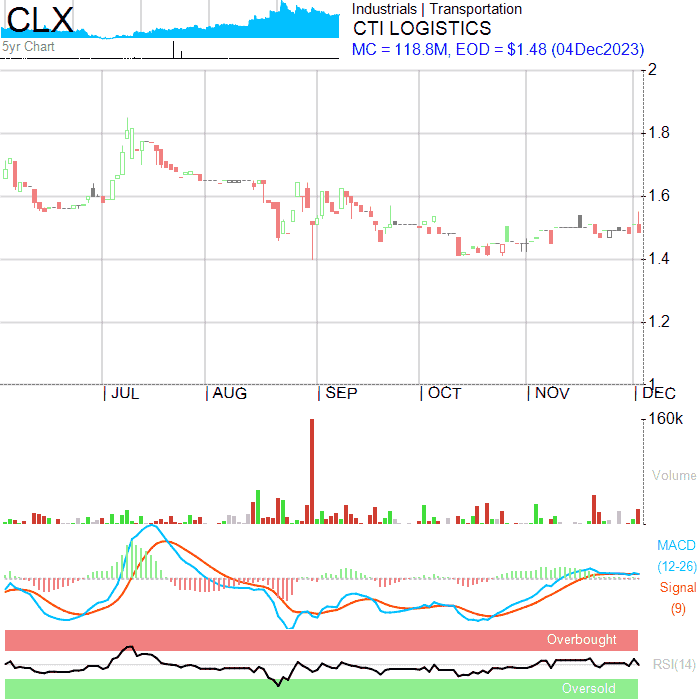 CLX
5yr Chart
Industrials | Transportation
CTI LOGISTICS
MC = 118.8M, EOD = $1.48 (04Dec2023)
2
1.8
1.6
1.4
1.2
1
JUL AUG SEP OCT NOV DEC
160k
Volume
MACD
(12-26)
Signal
(9)
Overbought
RSI(14)
Oversold